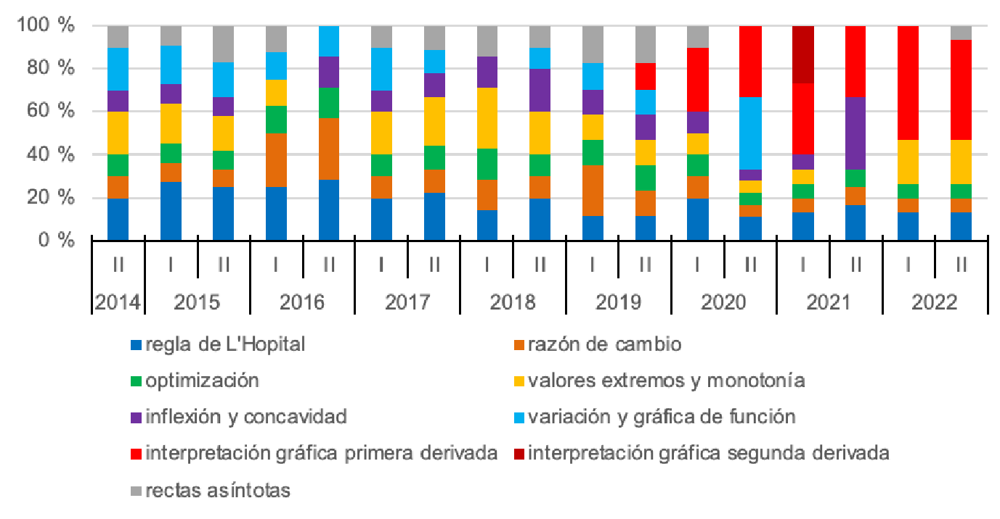 100 %
80 %
60 %
40 %
20 %
0 %
II I II I II I II I II I II I II I II I II
2014 2015 2016 2017 2018 2019 2020 2021 2022
regla de L'Hopital razón de cambio
optimización valores extremos y monotonía
inflexión y concavidad variación y gráfica de función
interpretación gráfica primera derivada interpretación gráfica segunda derivada
rectas asíntotas